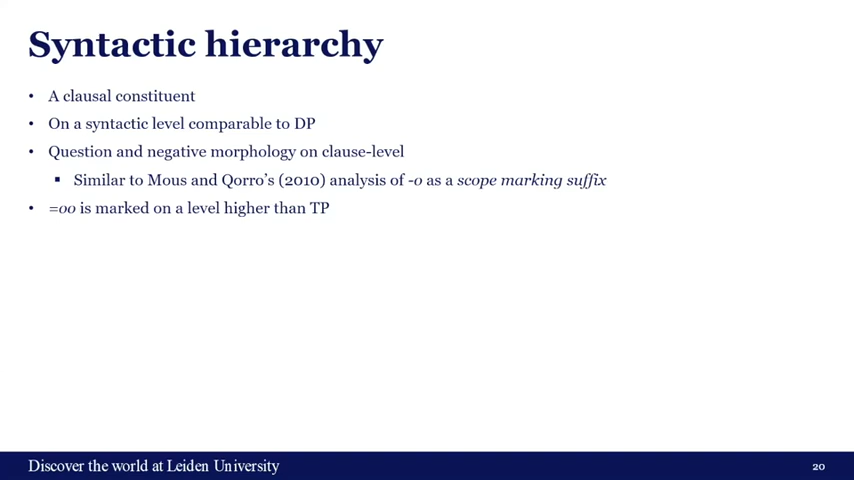 Syntactic hierarchy
• A clausal constituent
• On a syntactic level comparable to DP
• Question and negative morphology on clause-level
▪ Similar to Mous and Qorro's (2010) analysis of -o as a scope marking suffix
• =oo is marked on a level higher than TP
Discover the world at Leiden University
20